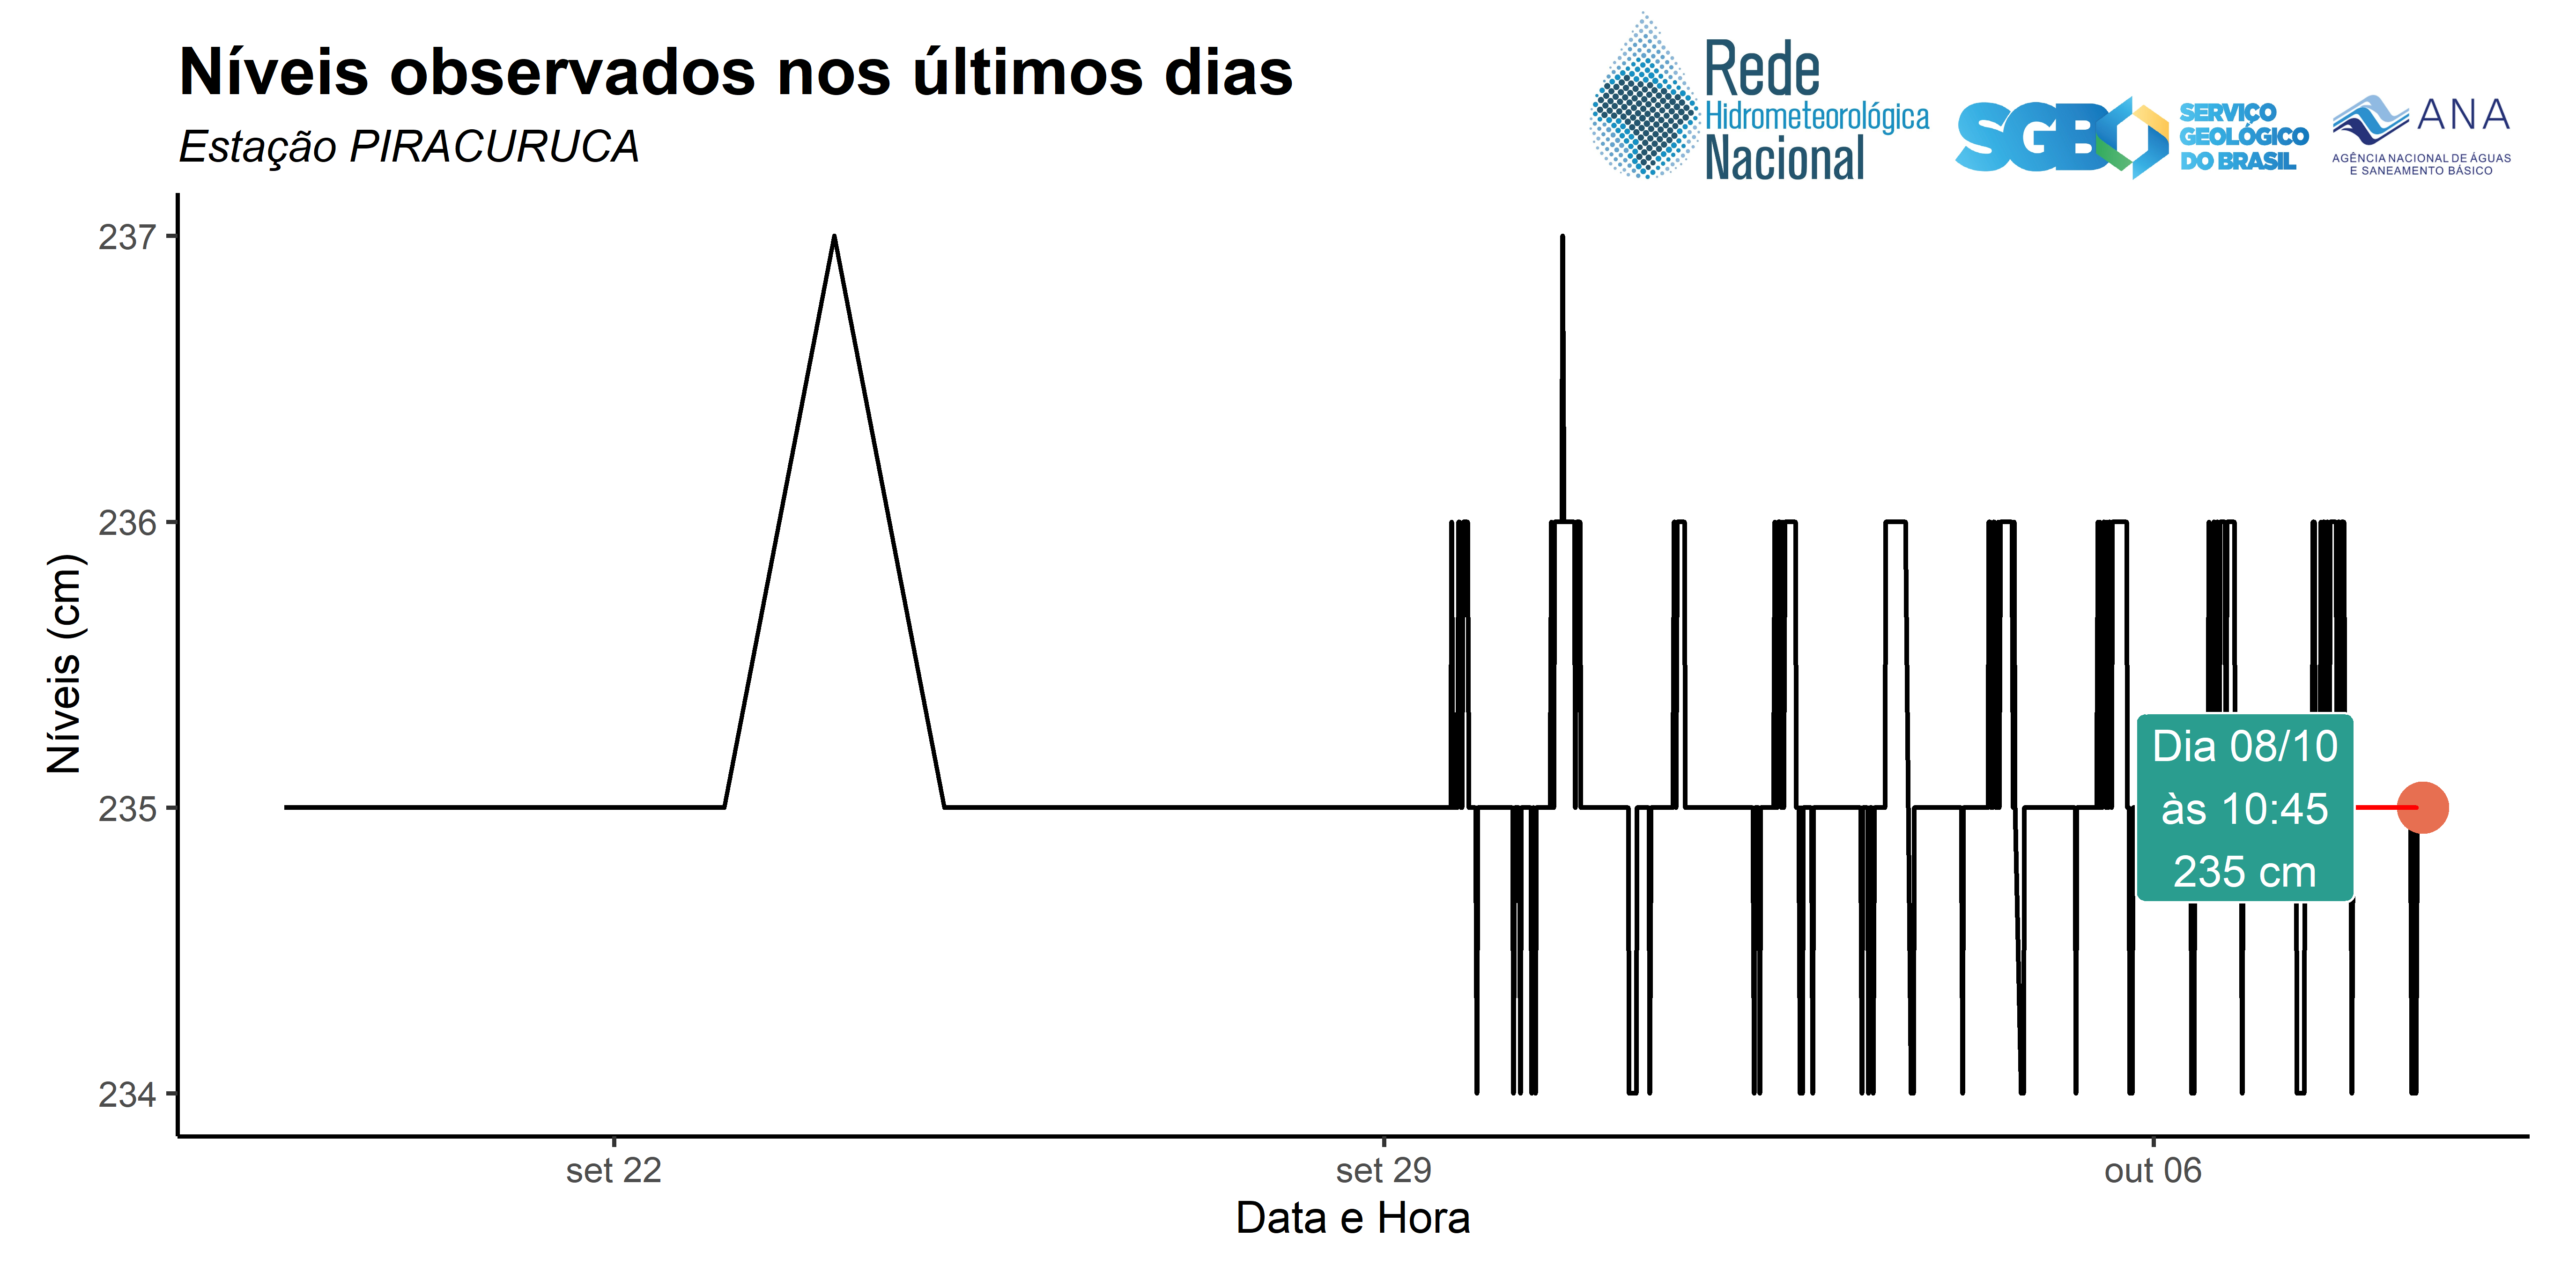 Níveis observados nos últimos dias
Estação PIRACURUCA
Rede
Hidrometeorológica
Nacional
SGB
SERVIÇO
GEOLÓGICO
DO BRASIL
ANA
AGÊNCIA NACIONAL DE ÁGUAS
E SANEAMENTO BÁSICO
237
236
235
234
Níveis (cm)
Dia 08/10
às 10:45
235 cm
set 22
set 29
out 06
Data e Hora